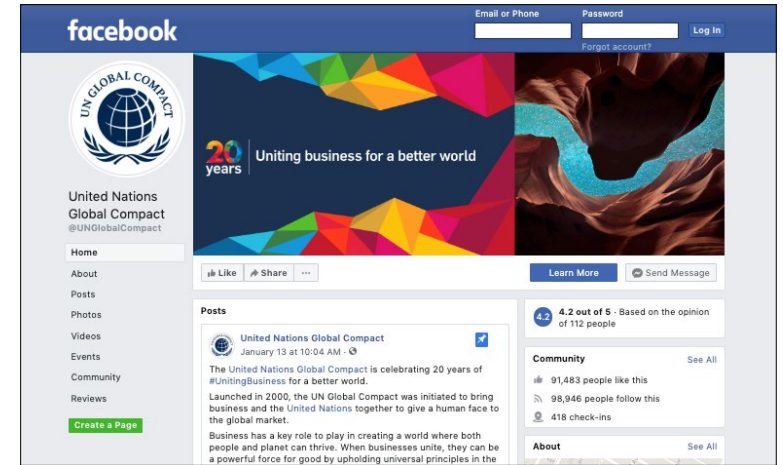 facebook
Email or Phone
Password
Log In
Forgot account?
UN GLOBAL COMPACT
20
years
Uniting business for a better world
United Nations
Global Compact
@UNGlobalCompact
Home
About
Posts
Photos
Videos
Events
Community
Reviews
Create a Page
Like
Share
...
Learn More
Send Message
Posts
United Nations Global Compact
January 13 at 10:04 AM ·
The United Nations Global Compact is celebrating 20 years of
#UnitingBusiness for a better world.
Launched in 2000, the UN Global Compact was initiated to bring
business and the United Nations together to give a human face to
the global market.
Business has a key role to play in creating a world where both
people and planet can thrive. When businesses unite, they can be
a powerful force for good by upholding universal principles in the
4.2
4.2 out of 5 · Based on the opinion
of 112 people
Community
See All
91,483 people like this
98,946 people follow this
418 check-ins
About
See All